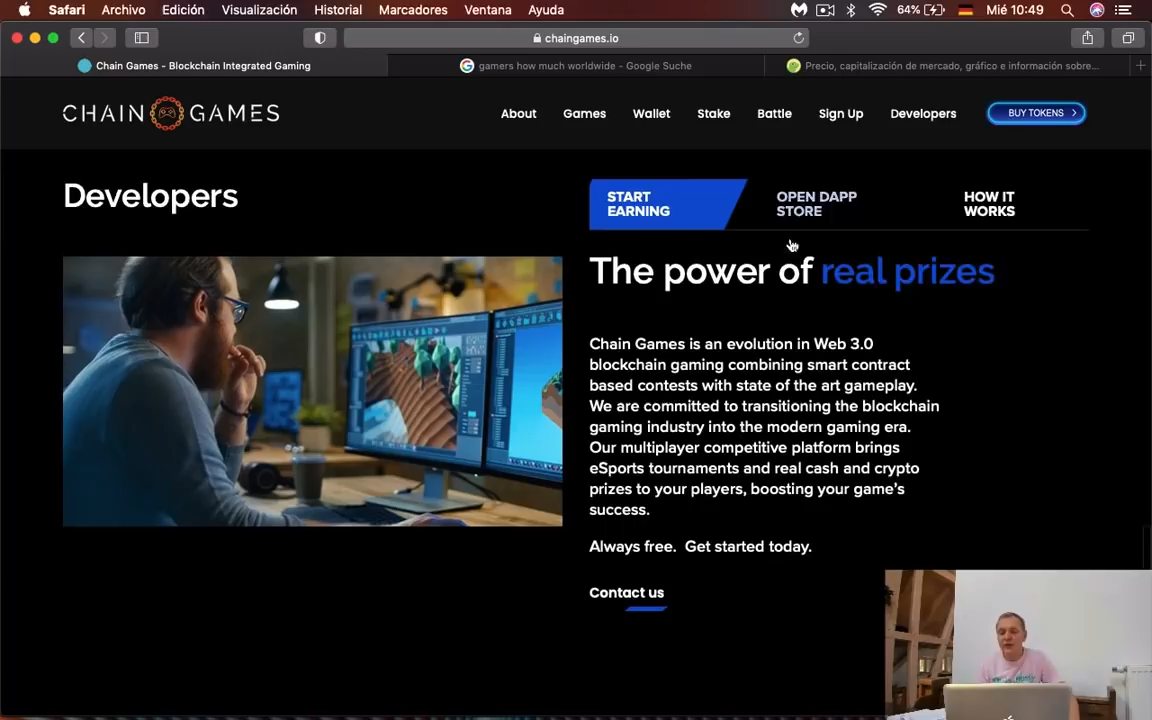 Safari Archivo Edición Visualización Historial Marcadores Ventana Ayuda 64% Mié 10:49
chaingames.io
Chain Games - Blockchain Integrated Gaming
gamers how much worldwide - Google Suche
Precio, capitalización de mercado, gráfico e información sobre...
CHAIN GAMES
About Games Wallet Stake Battle Sign Up Developers BUY TOKENS
Developers
START
EARNING
OPEN DAPP
STORE
HOW IT
WORKS
The power of real prizes
Chain Games is an evolution in Web 3.0
blockchain gaming combining smart contract
based contests with state of the art gameplay.
We are committed to transitioning the blockchain
gaming industry into the modern gaming era.
Our multiplayer competitive platform brings
eSports tournaments and real cash and crypto
prizes to your players, boosting your game's
success.
Always free. Get started today.
Contact us